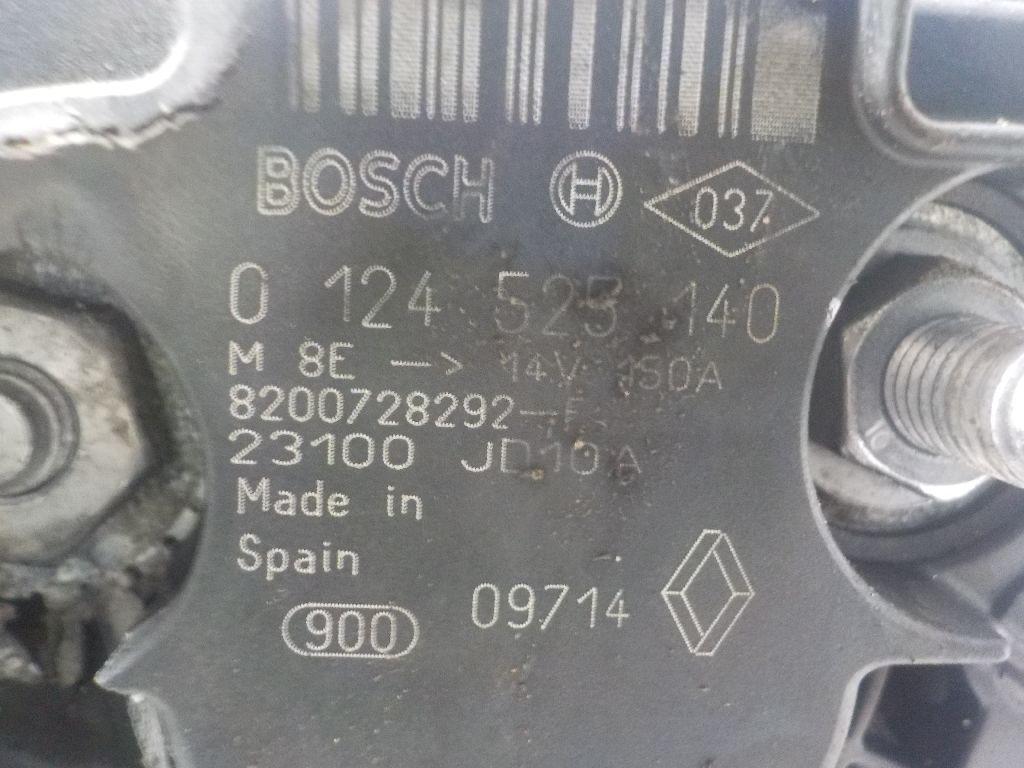 BOSCH H 037
0 124 525 140
M 8E —> 14V 150A
8200728292--F
23100 JD10A
Made in
Spain
09714
900